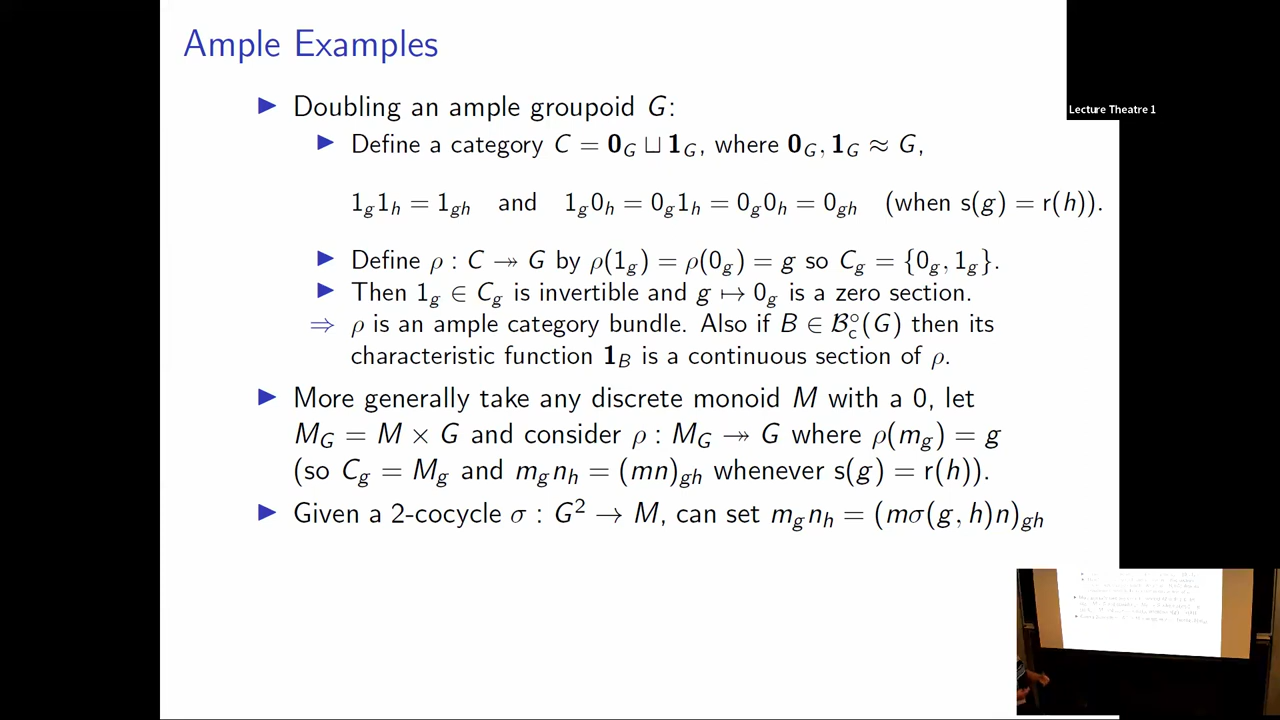 Ample Examples
▶ Doubling an ample groupoid G:
▶ Define a category C = 𝟎_G ⊔ 𝟏_G, where 𝟎_G, 𝟏_G ≈ G,
1_g1_h = 1_{gh} and 1_g0_h = 0_g1_h = 0_g0_h = 0_{gh} (when s(g) = r(h)).
▶ Define ρ : C ↠ G by ρ(1_g) = ρ(0_g) = g so C_g = {0_g, 1_g}.
▶ Then 1_g ∈ C_g is invertible and g ↦ 0_g is a zero section.
⇒ ρ is an ample category bundle. Also if B ∈ ℬ_c^∘(G) then its
characteristic function 𝟏_B is a continuous section of ρ.
▶ More generally take any discrete monoid M with a 0, let
M_G = M × G and consider ρ : M_G ↠ G where ρ(m_g) = g
(so C_g = M_g and m_gn_h = (mn)_{gh} whenever s(g) = r(h)).
▶ Given a 2-cocycle σ : G² → M, can set m_gn_h = (mσ(g, h)n)_{gh}
Lecture Theatre 1